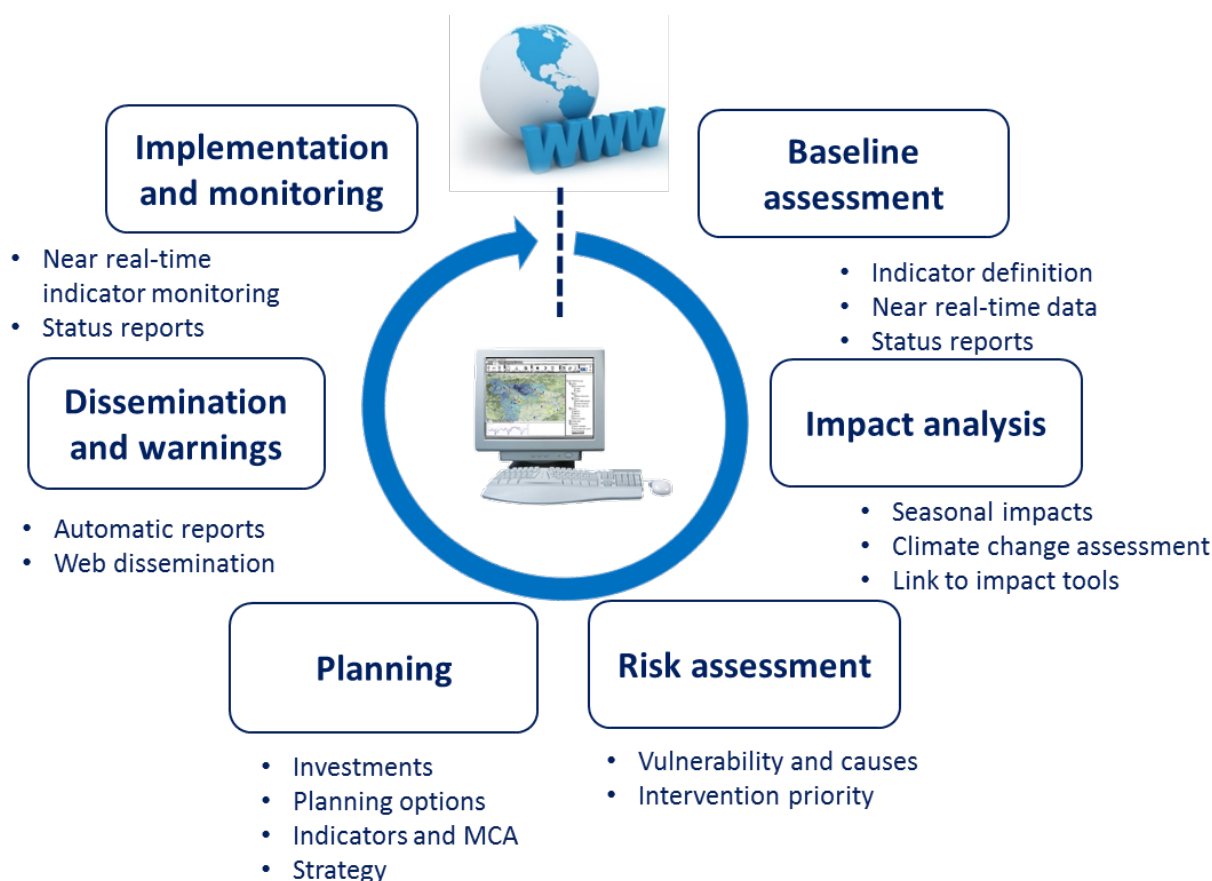 WWW
Implementation
and monitoring
• Near real-time
indicator monitoring
• Status reports
Baseline
assessment
• Indicator definition
• Near real-time data
• Status reports
Dissemination
and warnings
• Automatic reports
• Web dissemination
Impact analysis
• Seasonal impacts
• Climate change assessment
• Link to impact tools
Planning
• Investments
• Planning options
• Indicators and MCA
• Strategy
Risk assessment
• Vulnerability and causes
• Intervention priority